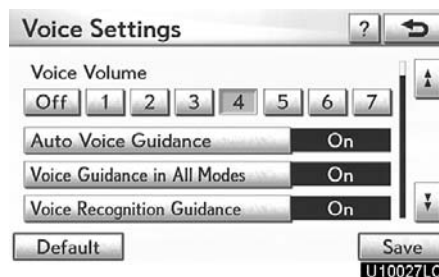 Voice Settings ?
Voice Volume
Off 1 2 3 4 5 6 7
Auto Voice Guidance On
Voice Guidance in All Modes On
Voice Recognition Guidance On
Default Save
U10027LC